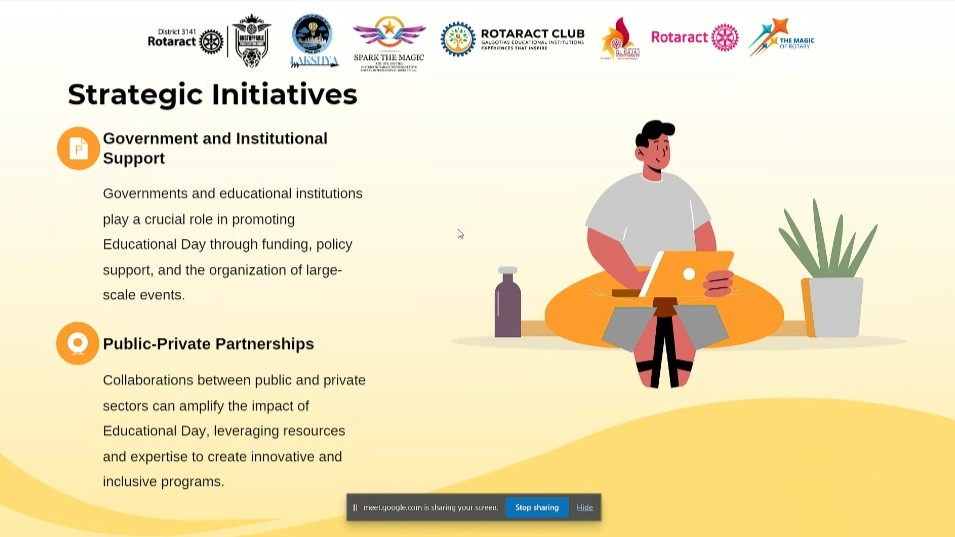 District 3141
Rotaract
LAKSHYA
SPARK THE MAGIC
ROTARACT CLUB
GALGOTIAS EDUCATIONAL INSTITUTIONS
EXPERIENCES THAT INSPIRE
Rotaract
THE MAGIC
OF ROTARY
Strategic Initiatives
P
Government and Institutional
Support
Governments and educational institutions
play a crucial role in promoting
Educational Day through funding, policy
support, and the organization of large-
scale events.
Public-Private Partnerships
Collaborations between public and private
sectors can amplify the impact of
Educational Day, leveraging resources
and expertise to create innovative and
inclusive programs.
meet.google.com is sharing your screen.
Stop sharing
Hide